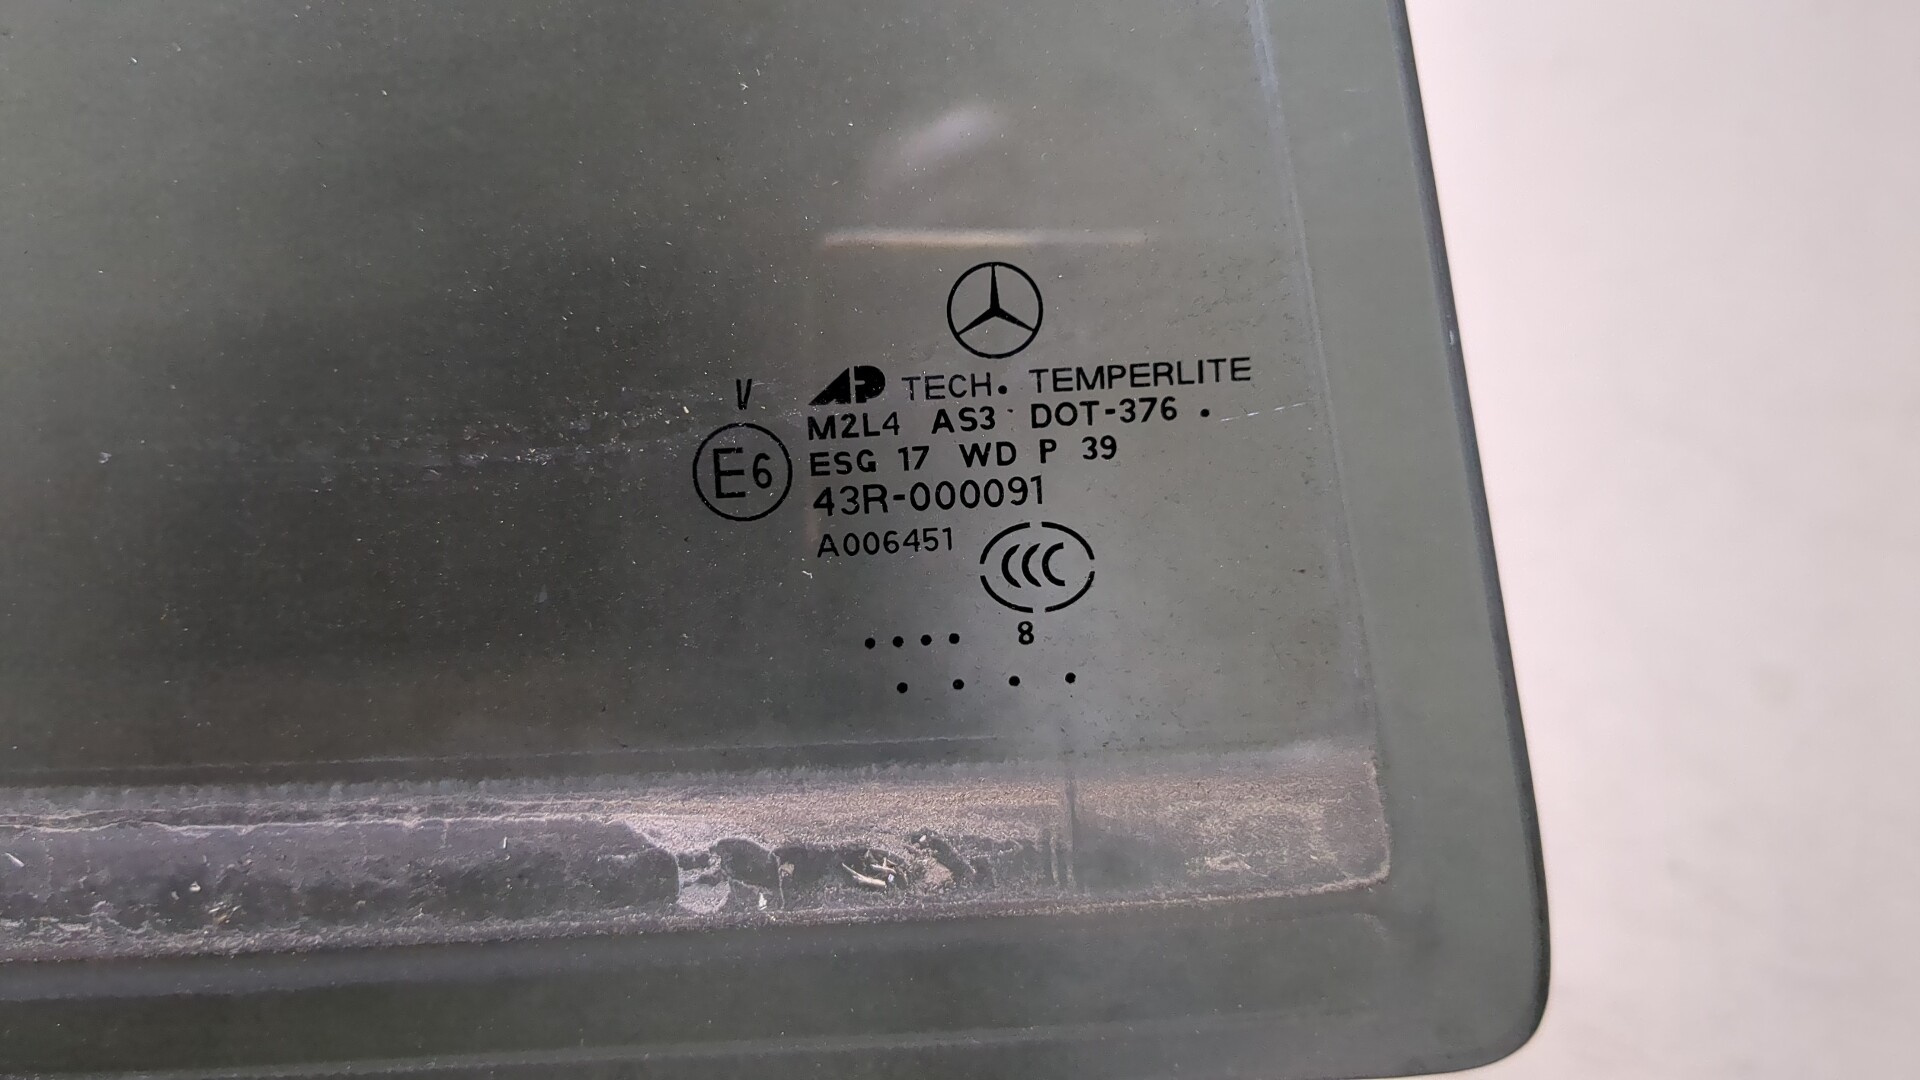 AP TECH. TEMPERLITE
V
M2L4 AS3 DOT-376 .
E6
ESG 17 WD P 39
43R-000091
A006451
CCC
8